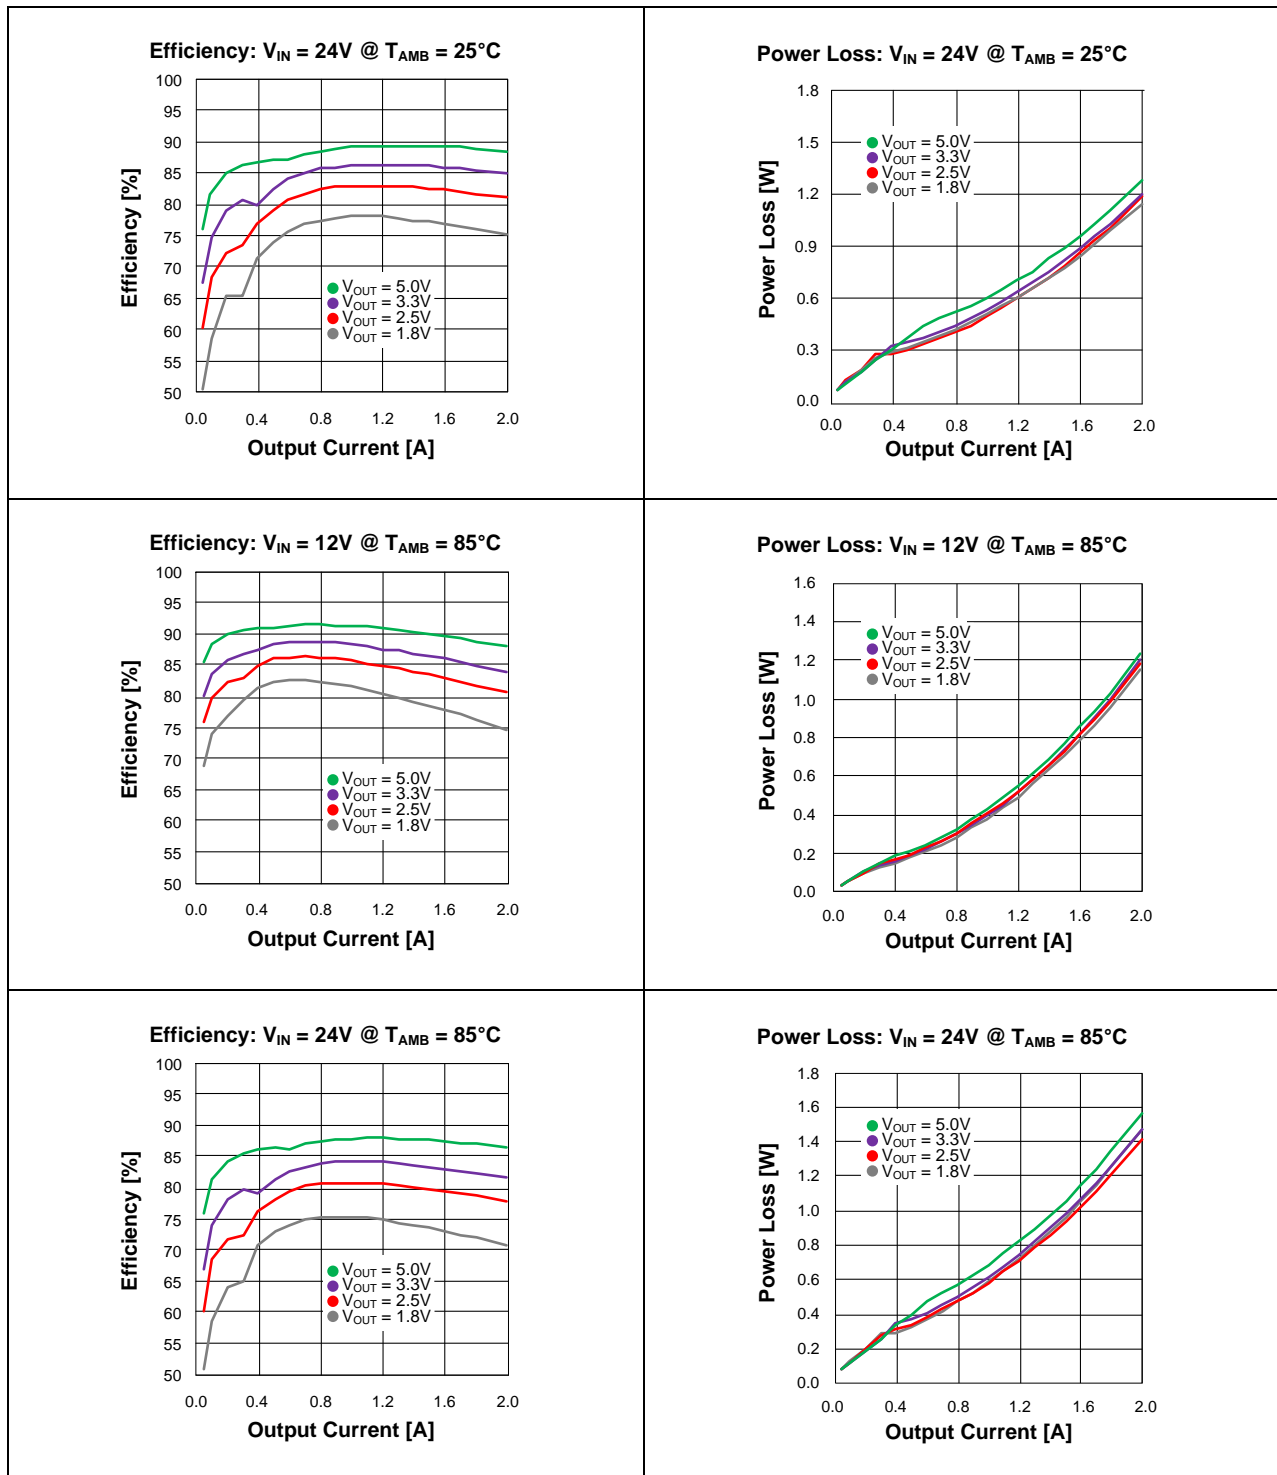 Efficiency: VIN = 24V @ TAMB = 25°C
100
95
90
85
80
75
70
65
60
55
50
Efficiency [%]
VOUT = 5.0V
VOUT = 3.3V
VOUT = 2.5V
VOUT = 1.8V
0.0 0.4 0.8 1.2 1.6 2.0
Output Current [A]
Power Loss: VIN = 24V @ TAMB = 25°C
1.8
1.5
1.2
0.9
0.6
0.3
0.0
Power Loss [W]
VOUT = 5.0V
VOUT = 3.3V
VOUT = 2.5V
VOUT = 1.8V
0.0 0.4 0.8 1.2 1.6 2.0
Output Current [A]
Efficiency: VIN = 12V @ TAMB = 85°C
100
95
90
85
80
75
70
65
60
55
50
Efficiency [%]
VOUT = 5.0V
VOUT = 3.3V
VOUT = 2.5V
VOUT = 1.8V
0.0 0.4 0.8 1.2 1.6 2.0
Output Current [A]
Power Loss: VIN = 12V @ TAMB = 85°C
1.6
1.4
1.2
1.0
0.8
0.6
0.4
0.2
0.0
Power Loss [W]
VOUT = 5.0V
VOUT = 3.3V
VOUT = 2.5V
VOUT = 1.8V
0.0 0.4 0.8 1.2 1.6 2.0
Output Current [A]
Efficiency: VIN = 24V @ TAMB = 85°C
100
95
90
85
80
75
70
65
60
55
50
Efficiency [%]
VOUT = 5.0V
VOUT = 3.3V
VOUT = 2.5V
VOUT = 1.8V
0.0 0.4 0.8 1.2 1.6 2.0
Output Current [A]
Power Loss: VIN = 24V @ TAMB = 85°C
1.8
1.6
1.4
1.2
1.0
0.8
0.6
0.4
0.2
0.0
Power Loss [W]
VOUT = 5.0V
VOUT = 3.3V
VOUT = 2.5V
VOUT = 1.8V
0.0 0.4 0.8 1.2 1.6 2.0
Output Current [A]